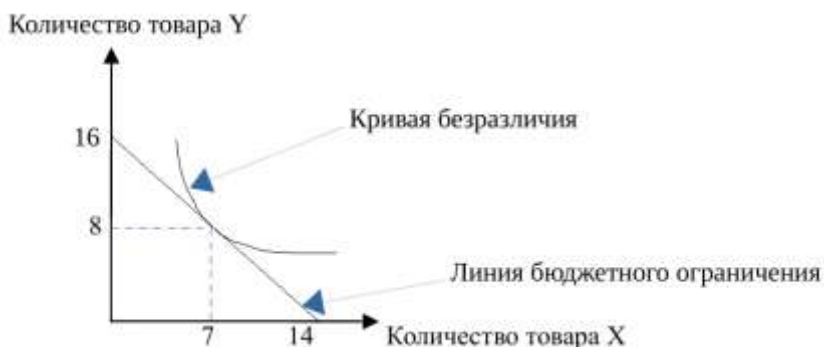 Количество товара Y
16
Кривая безразличия
8
Линия бюджетного ограничения
7 14 Количество товара X